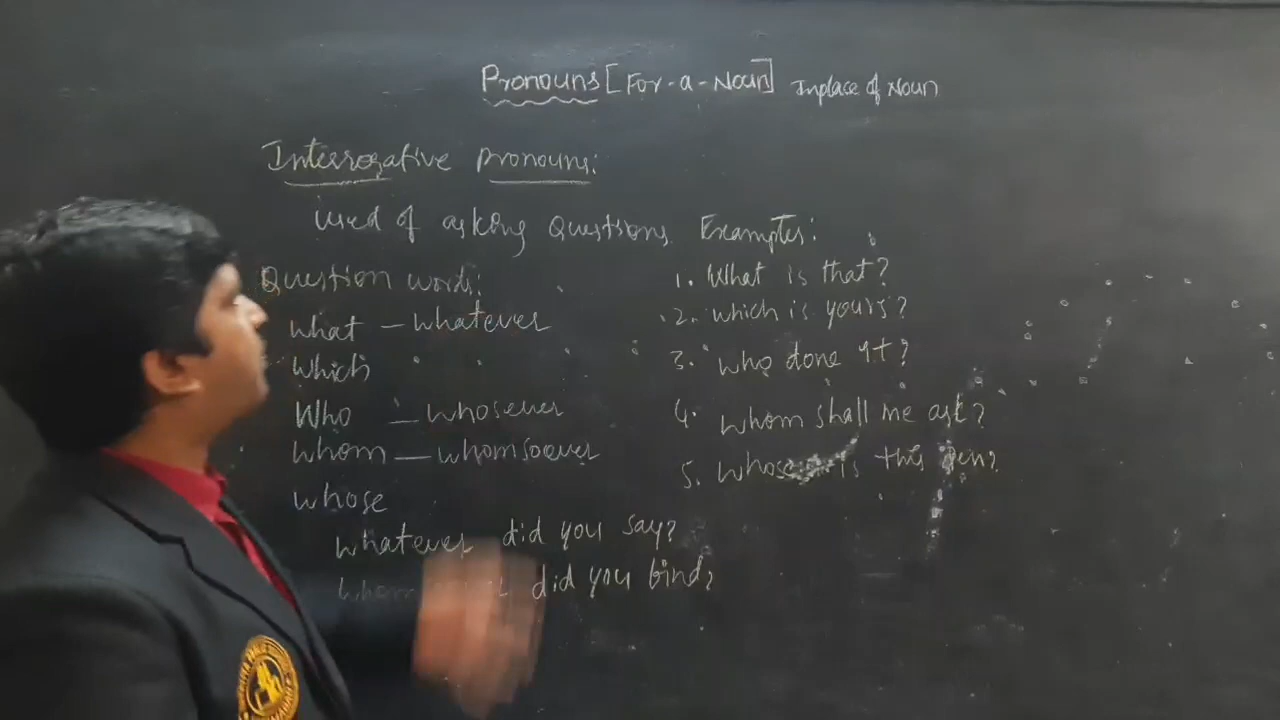 Pronouns [For-a-Noun] Inplace of Noun
Interrogative pronouns:
Used of asking Questions
Question words:
what - whatever
which
Who - whosever
whom - whomsoever
whose
whatever did you say?
did you bind?
Examples:
1. What is that?
2. which is yours?
3. who done it?
4. whom shall me ask?
5. whose is this pen?